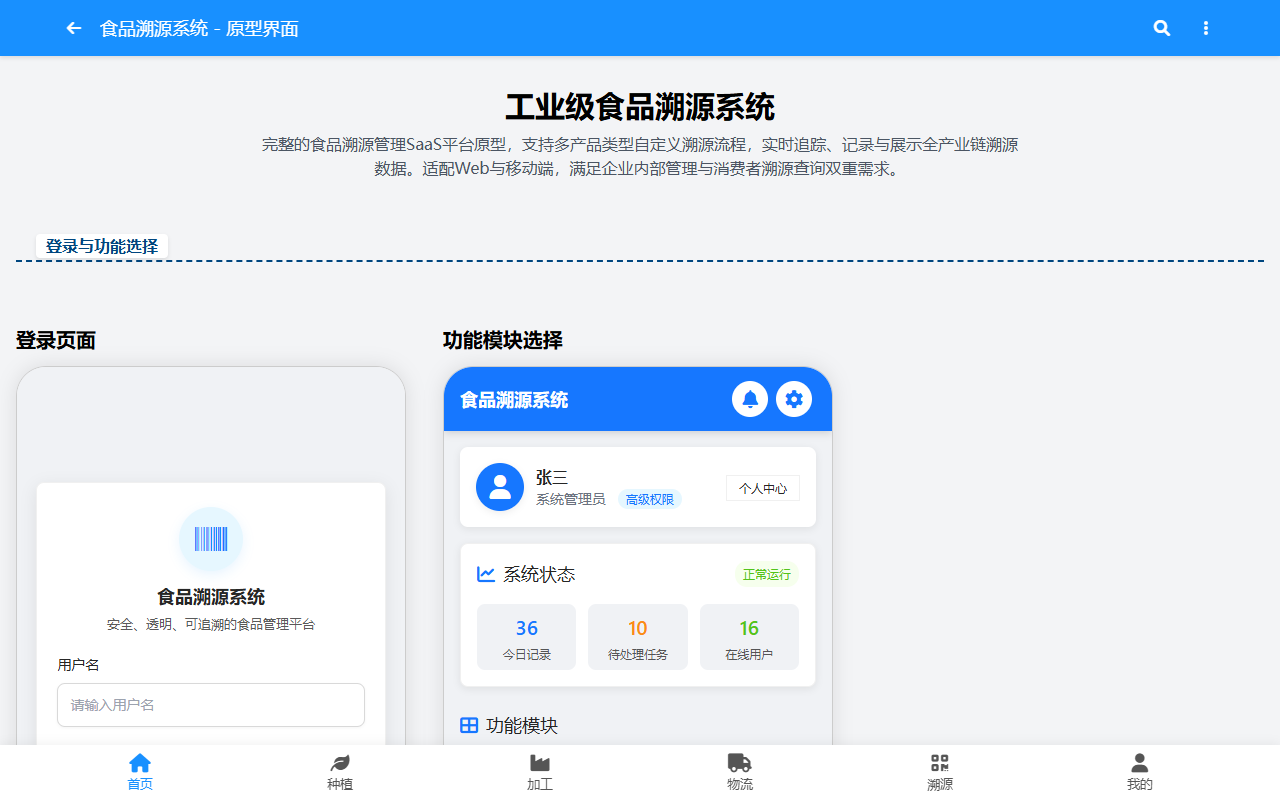 食品溯源系统 - 原型界面
工业级食品溯源系统
完整的食品溯源管理SaaS平台原型，支持多产品类型自定义溯源流程，实时追踪、记录与展示全产业链溯源
数据。适配Web与移动端，满足企业内部管理与消费者溯源查询双重需求。
登录与功能选择
登录页面
食品溯源系统
安全、透明、可追溯的食品管理平台
用户名
请输入用户名
功能模块选择
食品溯源系统
张三
系统管理员 高级权限
个人中心
系统状态
正常运行
36 10 16
今日记录 待处理任务 在线用户
功能模块
首页 种植 加工 物流 溯源 我的